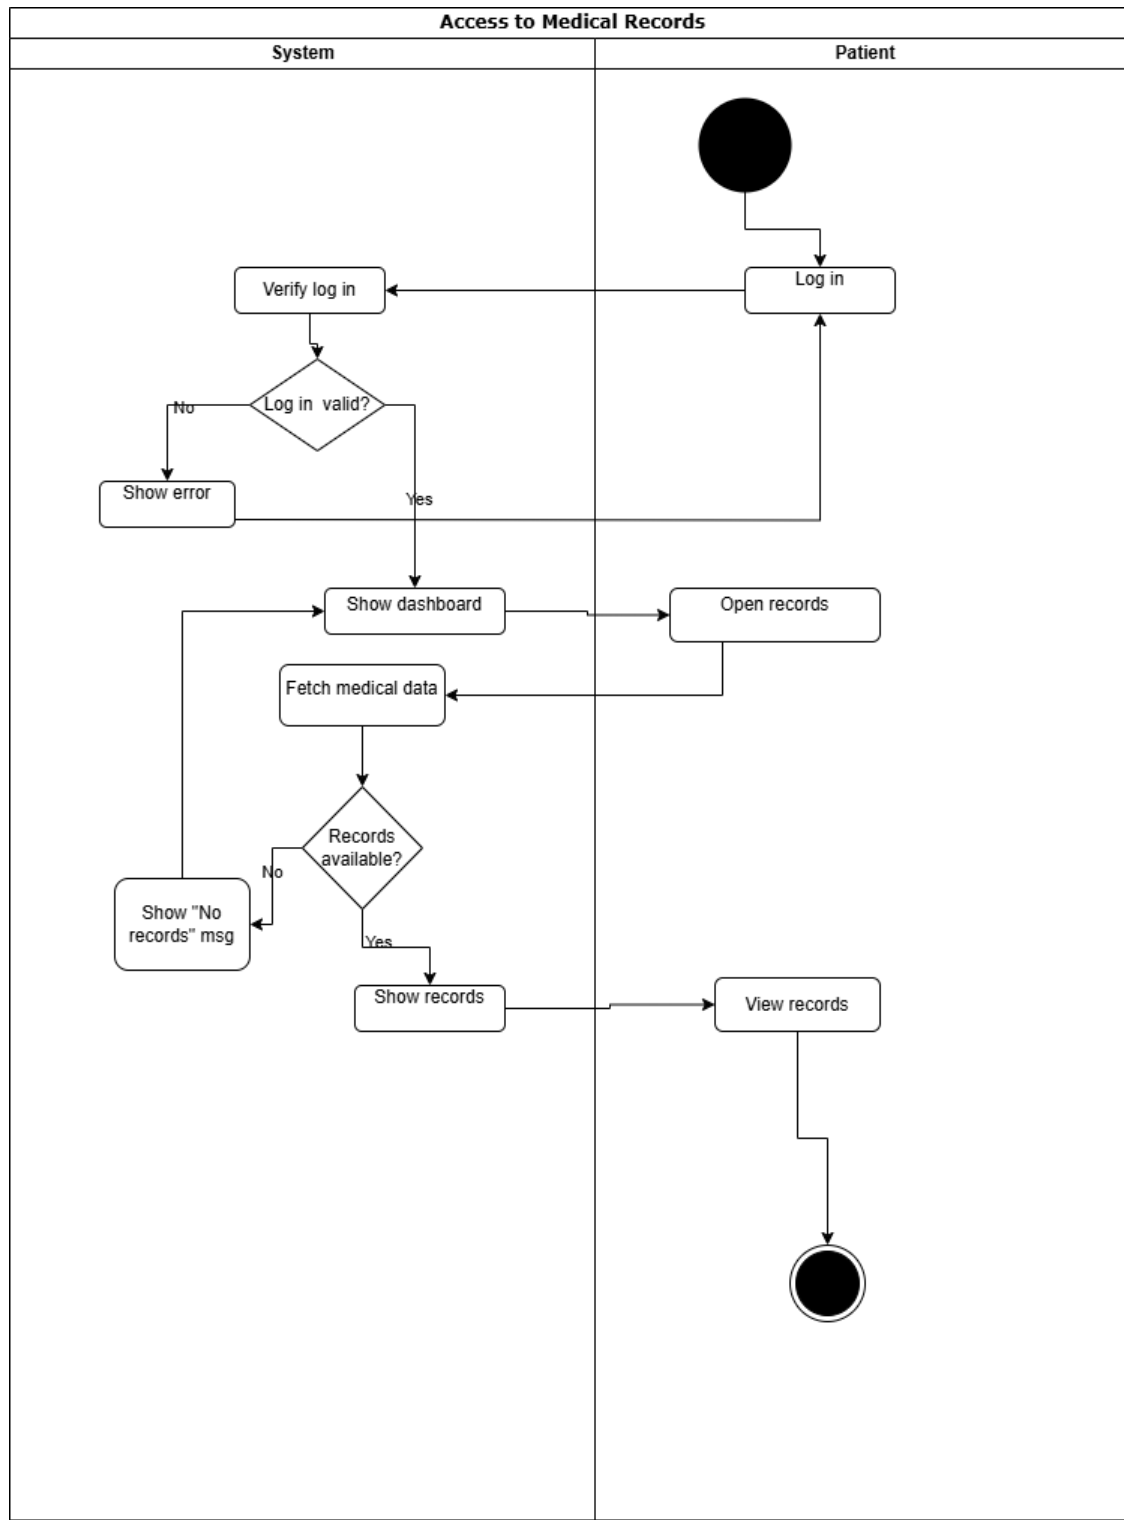 Access to Medical Records
System
Patient
Log in
Verify log in
Log in  valid?
No
Show error
Yes
Show dashboard
Open records
Fetch medical data
Records
available?
No
Show "No
records" msg
Yes
Show records
View records